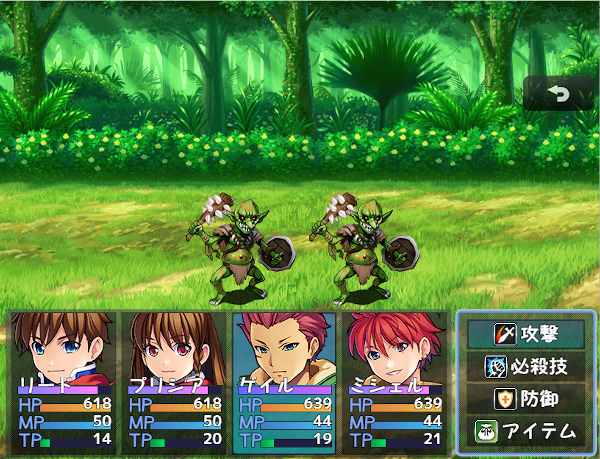 リード プリシア ゲイル ミシェル
HP 618 HP 618 HP 639 HP 639
MP 50 MP 50 MP 44 MP 44
TP 14 TP 20 TP 19 TP 21
攻撃
必殺技
防御
アイテム